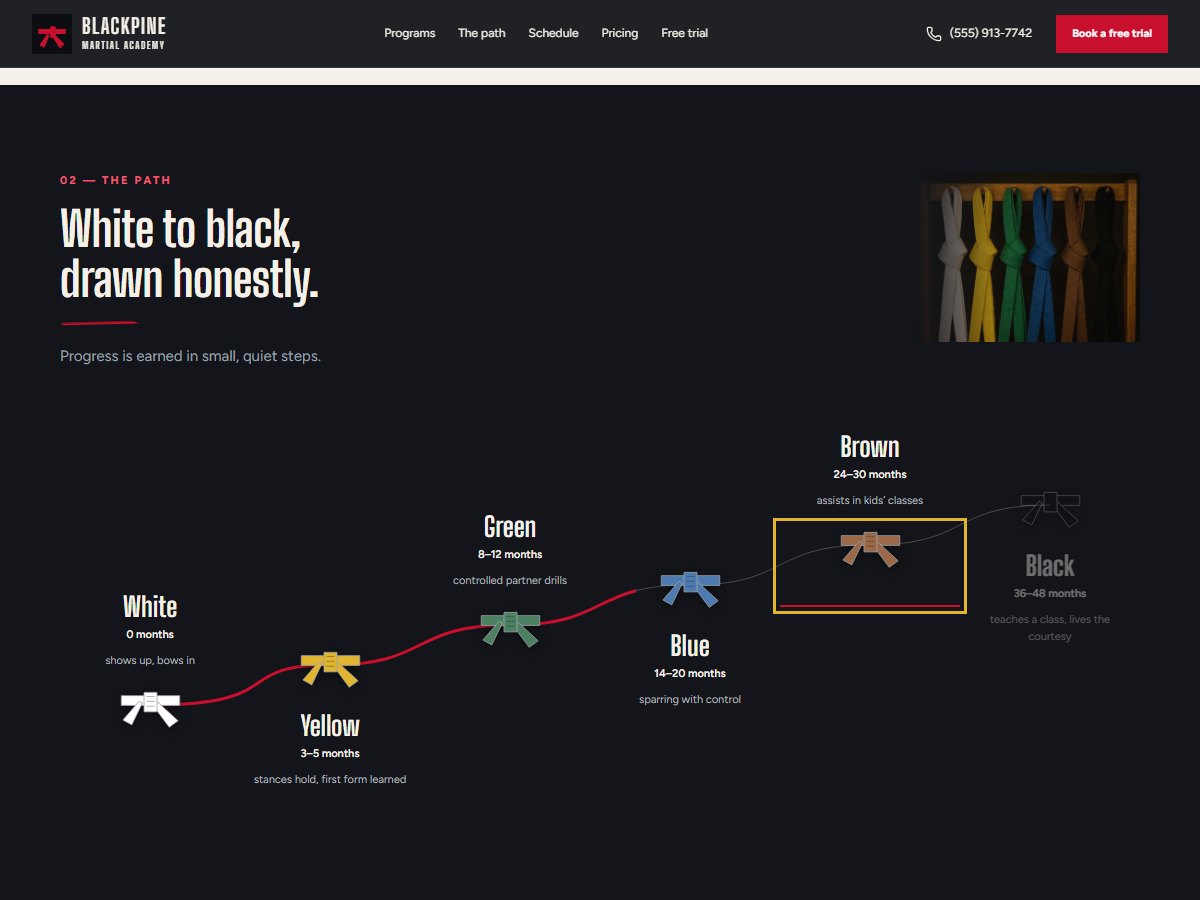 BLACKPINE
MARTIAL ACADEMY
Programs
The path
Schedule
Pricing
Free trial
(555) 913-7742
Book a free trial
02 — THE PATH
White to black,
drawn honestly.
Progress is earned in small, quiet steps.
White
0 months
shows up, bows in
Yellow
3–5 months
stances hold, first form learned
Green
8–12 months
controlled partner drills
Blue
14–20 months
sparring with control
Brown
24–30 months
assists in kids’ classes
Black
36–48 months
teaches a class, lives the
courtesy